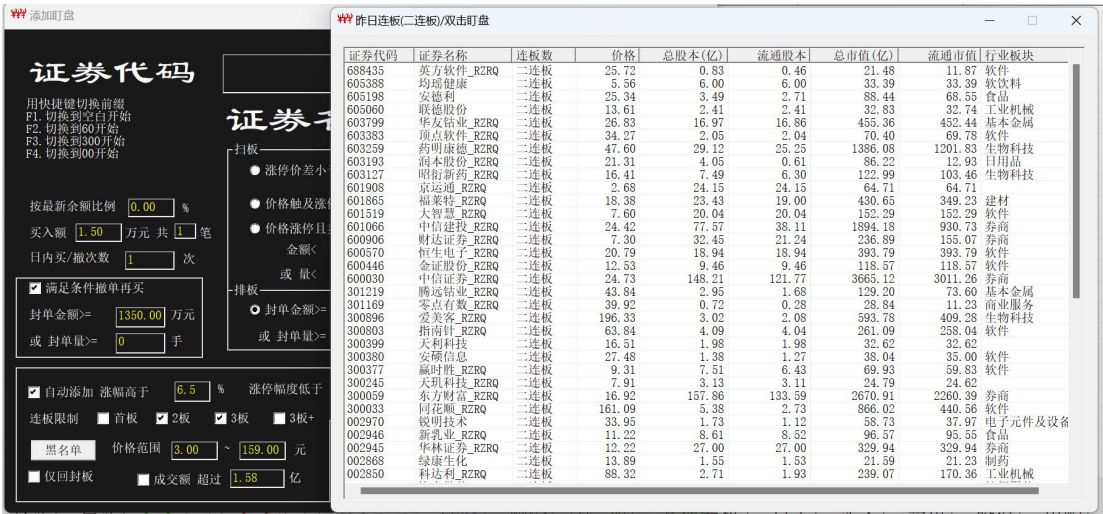 添加盯盘
证券代码
用快捷键切换前缀
F1. 切换到空白开始
F2. 切换到60开始
F3. 切换到300开始
F4. 切换到00开始
证券
扫板
涨停价差小
价格触及涨
价格涨停且
金额<
或 量<
按最新余额比例 0.00 %
买入额 1.50 万元 共 1 笔
日内买/撤次数 1 次
满足条件撤单再买
封单金额>= 1350.00 万元
或 封单量>= 0 手
排板
封单金额>=
或 封单量>=
自动添加 涨幅高于 6.5 % 涨停幅度低于
连板限制 首板 2板 3板 3板+
黑名单 价格范围 3.00 ~ 159.00 元
仅回封板 成交额 超过 1.58 亿
昨日连板(二连板)/双击盯盘
证券代码 证券名称 连板数 价格 总股本(亿) 流通股本 总市值(亿) 流通市值 行业板块
688435 英方软件_RZRQ 二连板 25.72 0.83 0.46 21.48 11.87 软件
605388 均瑶健康 二连板 5.56 6.00 6.00 33.39 33.39 软饮料
605198 安德利 二连板 25.34 3.49 2.71 88.44 68.55 食品
605060 联德股份 二连板 13.61 2.41 2.41 32.83 32.74 工业机械
603799 华友钴业_RZRQ 二连板 26.83 16.97 16.86 455.36 452.44 基本金属
603383 顶点软件_RZRQ 二连板 34.27 2.05 2.04 70.40 69.78 软件
603259 药明康德_RZRQ 二连板 47.60 29.12 25.25 1386.08 1201.83 生物科技
603193 润本股份_RZRQ 二连板 21.31 4.05 0.61 86.22 12.93 日用品
603127 昭衍新药_RZRQ 二连板 16.41 7.49 6.30 122.99 103.46 生物科技
601908 京运通_RZRQ 二连板 2.68 24.15 24.15 64.71 64.71
601865 福莱特_RZRQ 二连板 18.38 23.43 19.00 430.65 349.23 建材
601519 大智慧_RZRQ 二连板 7.60 20.04 20.04 152.29 152.29 软件
601066 中信建投_RZRQ 二连板 24.42 77.57 38.11 1894.18 930.73 券商
600906 财达证券_RZRQ 二连板 7.30 32.45 21.24 236.89 155.07 券商
600570 恒生电子_RZRQ 二连板 20.79 18.94 18.94 393.79 393.79 软件
600446 金证股份_RZRQ 二连板 12.53 9.46 9.46 118.57 118.57 软件
600030 中信证券_RZRQ 二连板 24.73 148.21 121.77 3665.12 3011.26 券商
301219 腾远钴业_RZRQ 二连板 43.84 2.95 1.68 129.20 73.60 基本金属
301169 零点有数_RZRQ 二连板 39.92 0.72 0.28 28.84 11.23 商业服务
300896 爱美客_RZRQ 二连板 196.33 3.02 2.08 593.78 409.28 生物科技
300803 指南针_RZRQ 二连板 63.84 4.09 4.04 261.09 258.04 软件
300399 天利科技 二连板 16.51 1.98 1.98 32.62 32.62
300380 安硕信息 二连板 27.48 1.38 1.27 38.04 35.00 软件
300377 赢时胜_RZRQ 二连板 9.31 7.51 6.43 69.93 59.83 软件
300245 天玑科技_RZRQ 二连板 7.91 3.13 3.11 24.79 24.62
300059 东方财富_RZRQ 二连板 16.92 157.86 133.59 2670.91 2260.39 券商
300033 同花顺_RZRQ 二连板 161.09 5.38 2.73 866.02 440.56 软件
002970 锐明技术 二连板 33.95 1.73 1.12 58.73 37.97 电子元件及设备
002946 新乳业_RZRQ 二连板 11.22 8.61 8.52 96.57 95.55 食品
002945 华林证券_RZRQ 二连板 12.22 27.00 27.00 329.94 329.94 券商
002868 绿康生化 二连板 13.89 1.55 1.53 21.59 21.23 制药
002850 科达利_RZRQ 二连板 88.32 2.71 1.93 239.07 170.36 工业机械